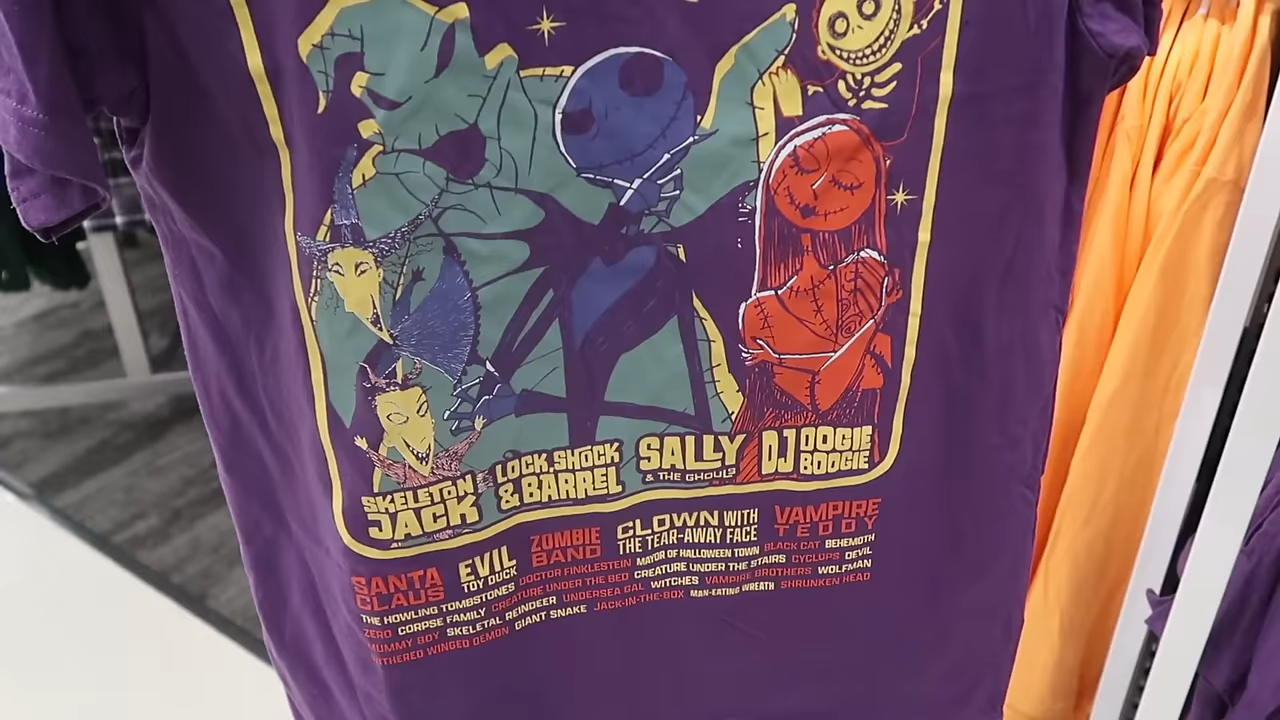 SKELETON JACK
LOCK, SHOCK & BARREL
SALLY & THE GHOULS
DJ OOGIE BOOGIE
SANTA CLAUS
EVIL TOY DUCK
ZOMBIE BAND
CLOWN WITH THE TEAR-AWAY FACE
VAMPIRE TEDDY
THE HOWLING TOMBSTONES DOCTOR FINKLESTEIN MAYOR OF HALLOWEEN TOWN BLACK CAT BEHEMOTH
ZERO CORPSE FAMILY CREATURE UNDER THE BED CREATURE UNDER THE STAIRS CYCLOPS DEVIL
MUMMY BOY SKELETAL REINDEER UNDERSEA GAL WITCHES VAMPIRE BROTHERS WOLFMAN
WITHERED WINGED DEMON GIANT SNAKE JACK-IN-THE-BOX MAN-EATING WREATH SHRUNKEN HEAD